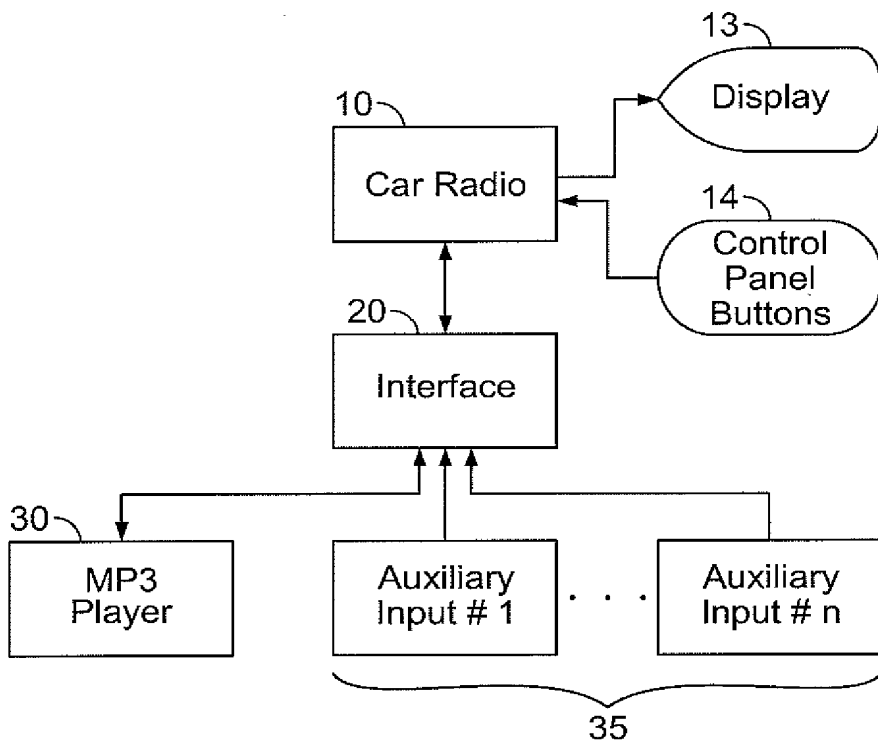 13
Display
10
Car Radio
14
Control
Panel
Buttons
20
Interface
30
MP3
Player
Auxiliary
Input # 1
. . .
Auxiliary
Input # n
35